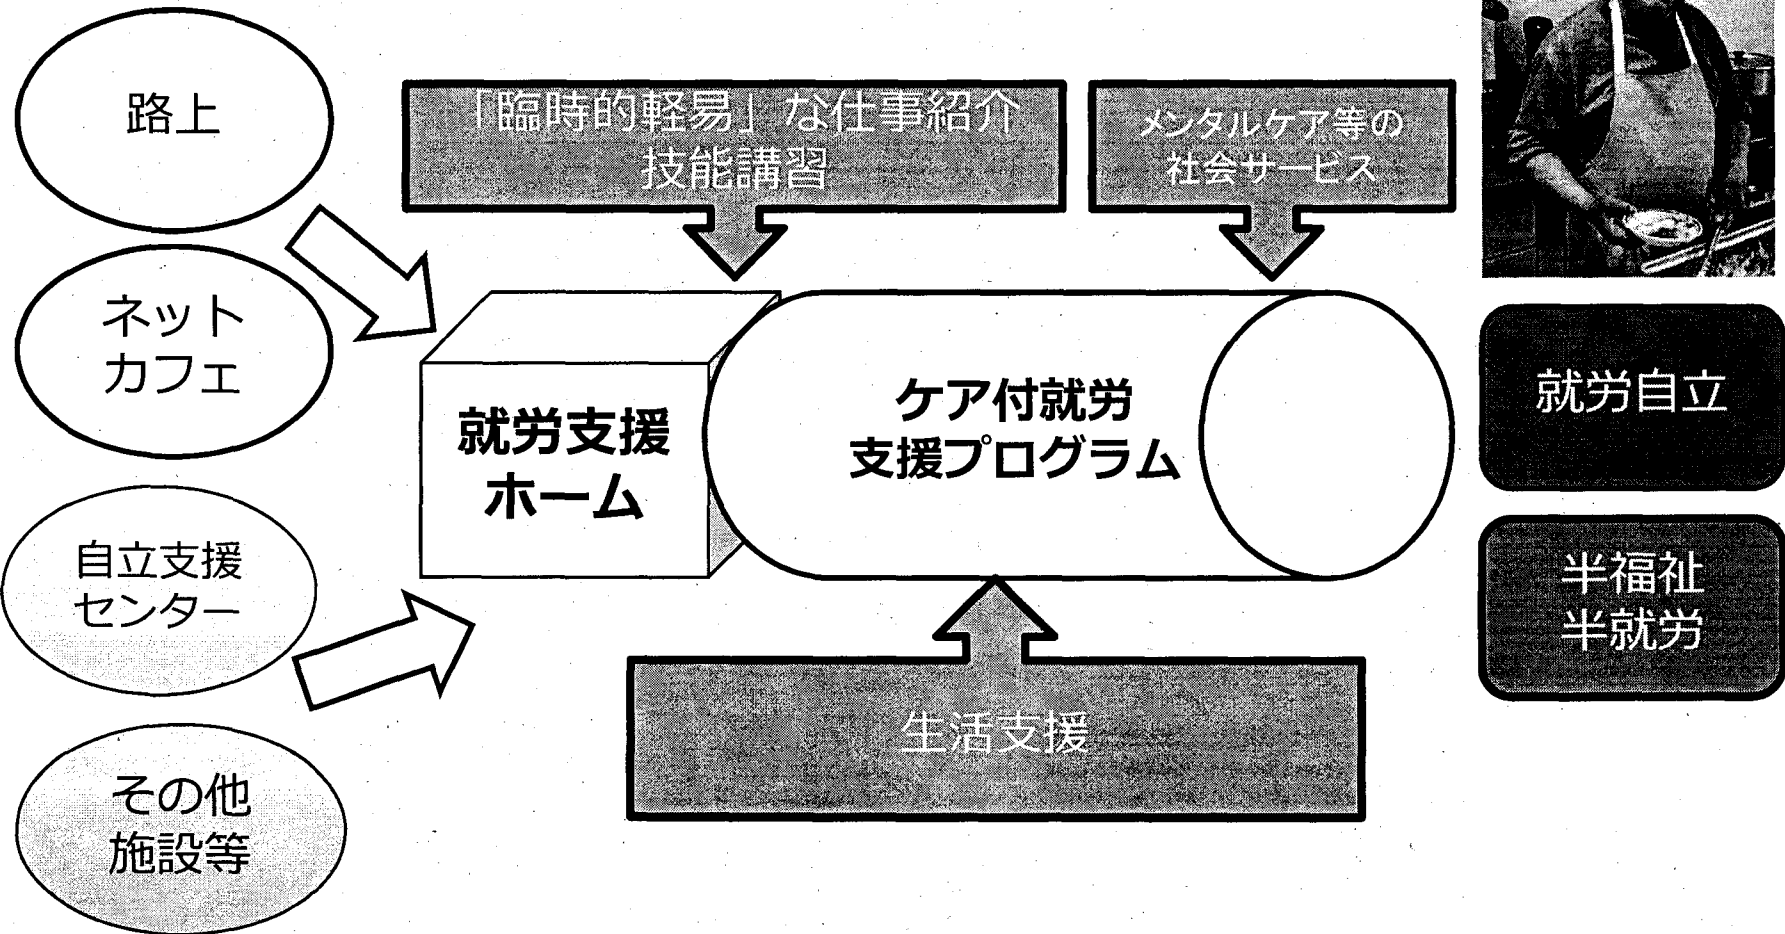 路上
ネット
カフェ
自立支援
センター
その他
施設等
「臨時的軽易」な仕事紹介
技能講習
メンタルケア等の
社会サービス
就労支援
ホーム
ケア付就労
支援プログラム
生活支援
就労自立
半福祉
半就労